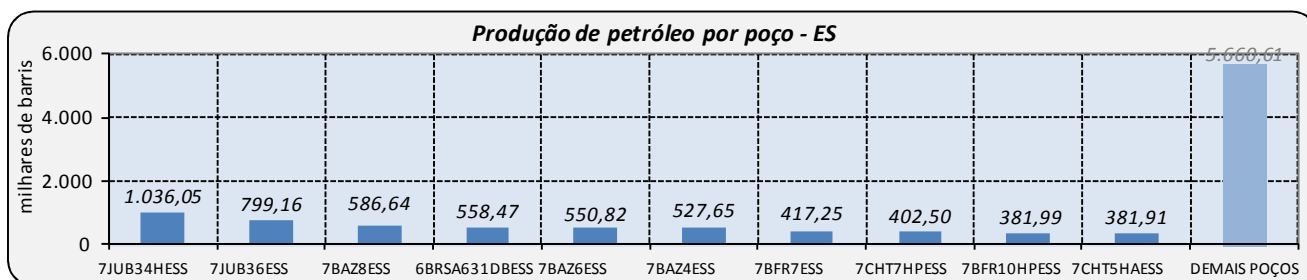 Produção de petróleo por poço - ES
milhares de barris
6.000
4.000
2.000
0
1.036,05
799,16
586,64
558,47
550,82
527,65
417,25
402,50
381,99
381,91
5.660,61
7JUB34HESS
7JUB36ESS
7BAZ8ESS
6BRSA631DBESS
7BAZ6ESS
7BAZ4ESS
7BFR7ESS
7CHT7HPESS
7BFR10HPESS
7CHT5HAESS
DEMAIS POÇOS